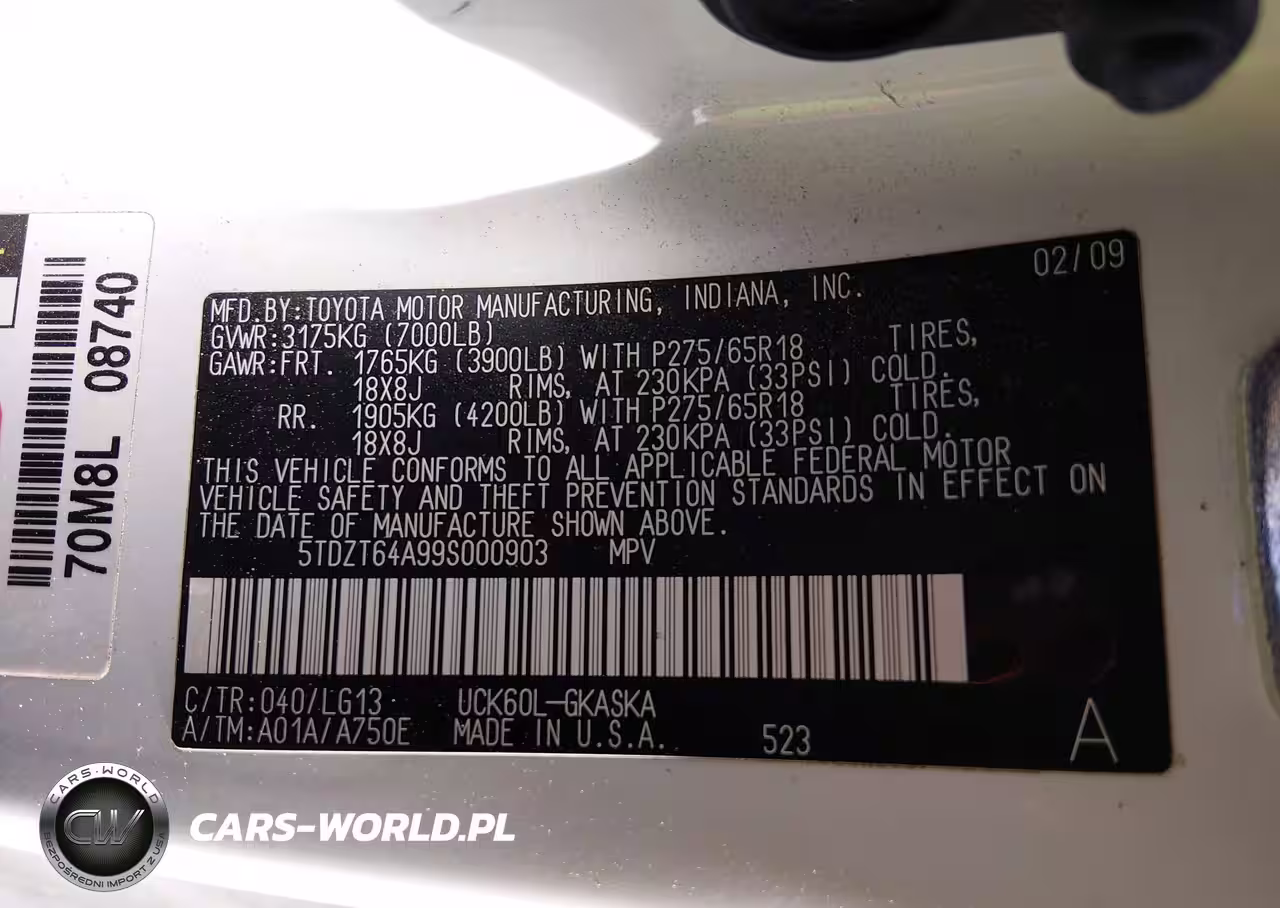 02/09
MFD.BY:TOYOTA MOTOR MANUFACTURING, INDIANA, INC.
GVWR:3175KG (7000LB)
GAWR:FRT. 1765KG (3900LB) WITH P275/65R18 TIRES,
18X8J RIMS, AT 230KPA (33PSI) COLD.
RR. 1905KG (4200LB) WITH P275/65R18 TIRES,
18X8J RIMS, AT 230KPA (33PSI) COLD.
THIS VEHICLE CONFORMS TO ALL APPLICABLE FEDERAL MOTOR
VEHICLE SAFETY AND THEFT PREVENTION STANDARDS IN EFFECT ON
THE DATE OF MANUFACTURE SHOWN ABOVE.
5TDZT64A99S000903 MPV
C/TR:040/LG13 UCK60L-GKASKA
A/TM:A01A/A750E MADE IN U.S.A. 523 A
70M8L 08740
CARS-WORLD
CW
BEZPOŚREDNI IMPORT Z USA
CARS-WORLD.PL